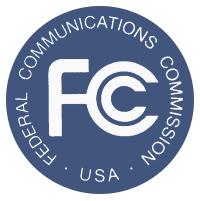 FEDERAL COMMUNICATIONS COMMISSION
FCC
· USA ·